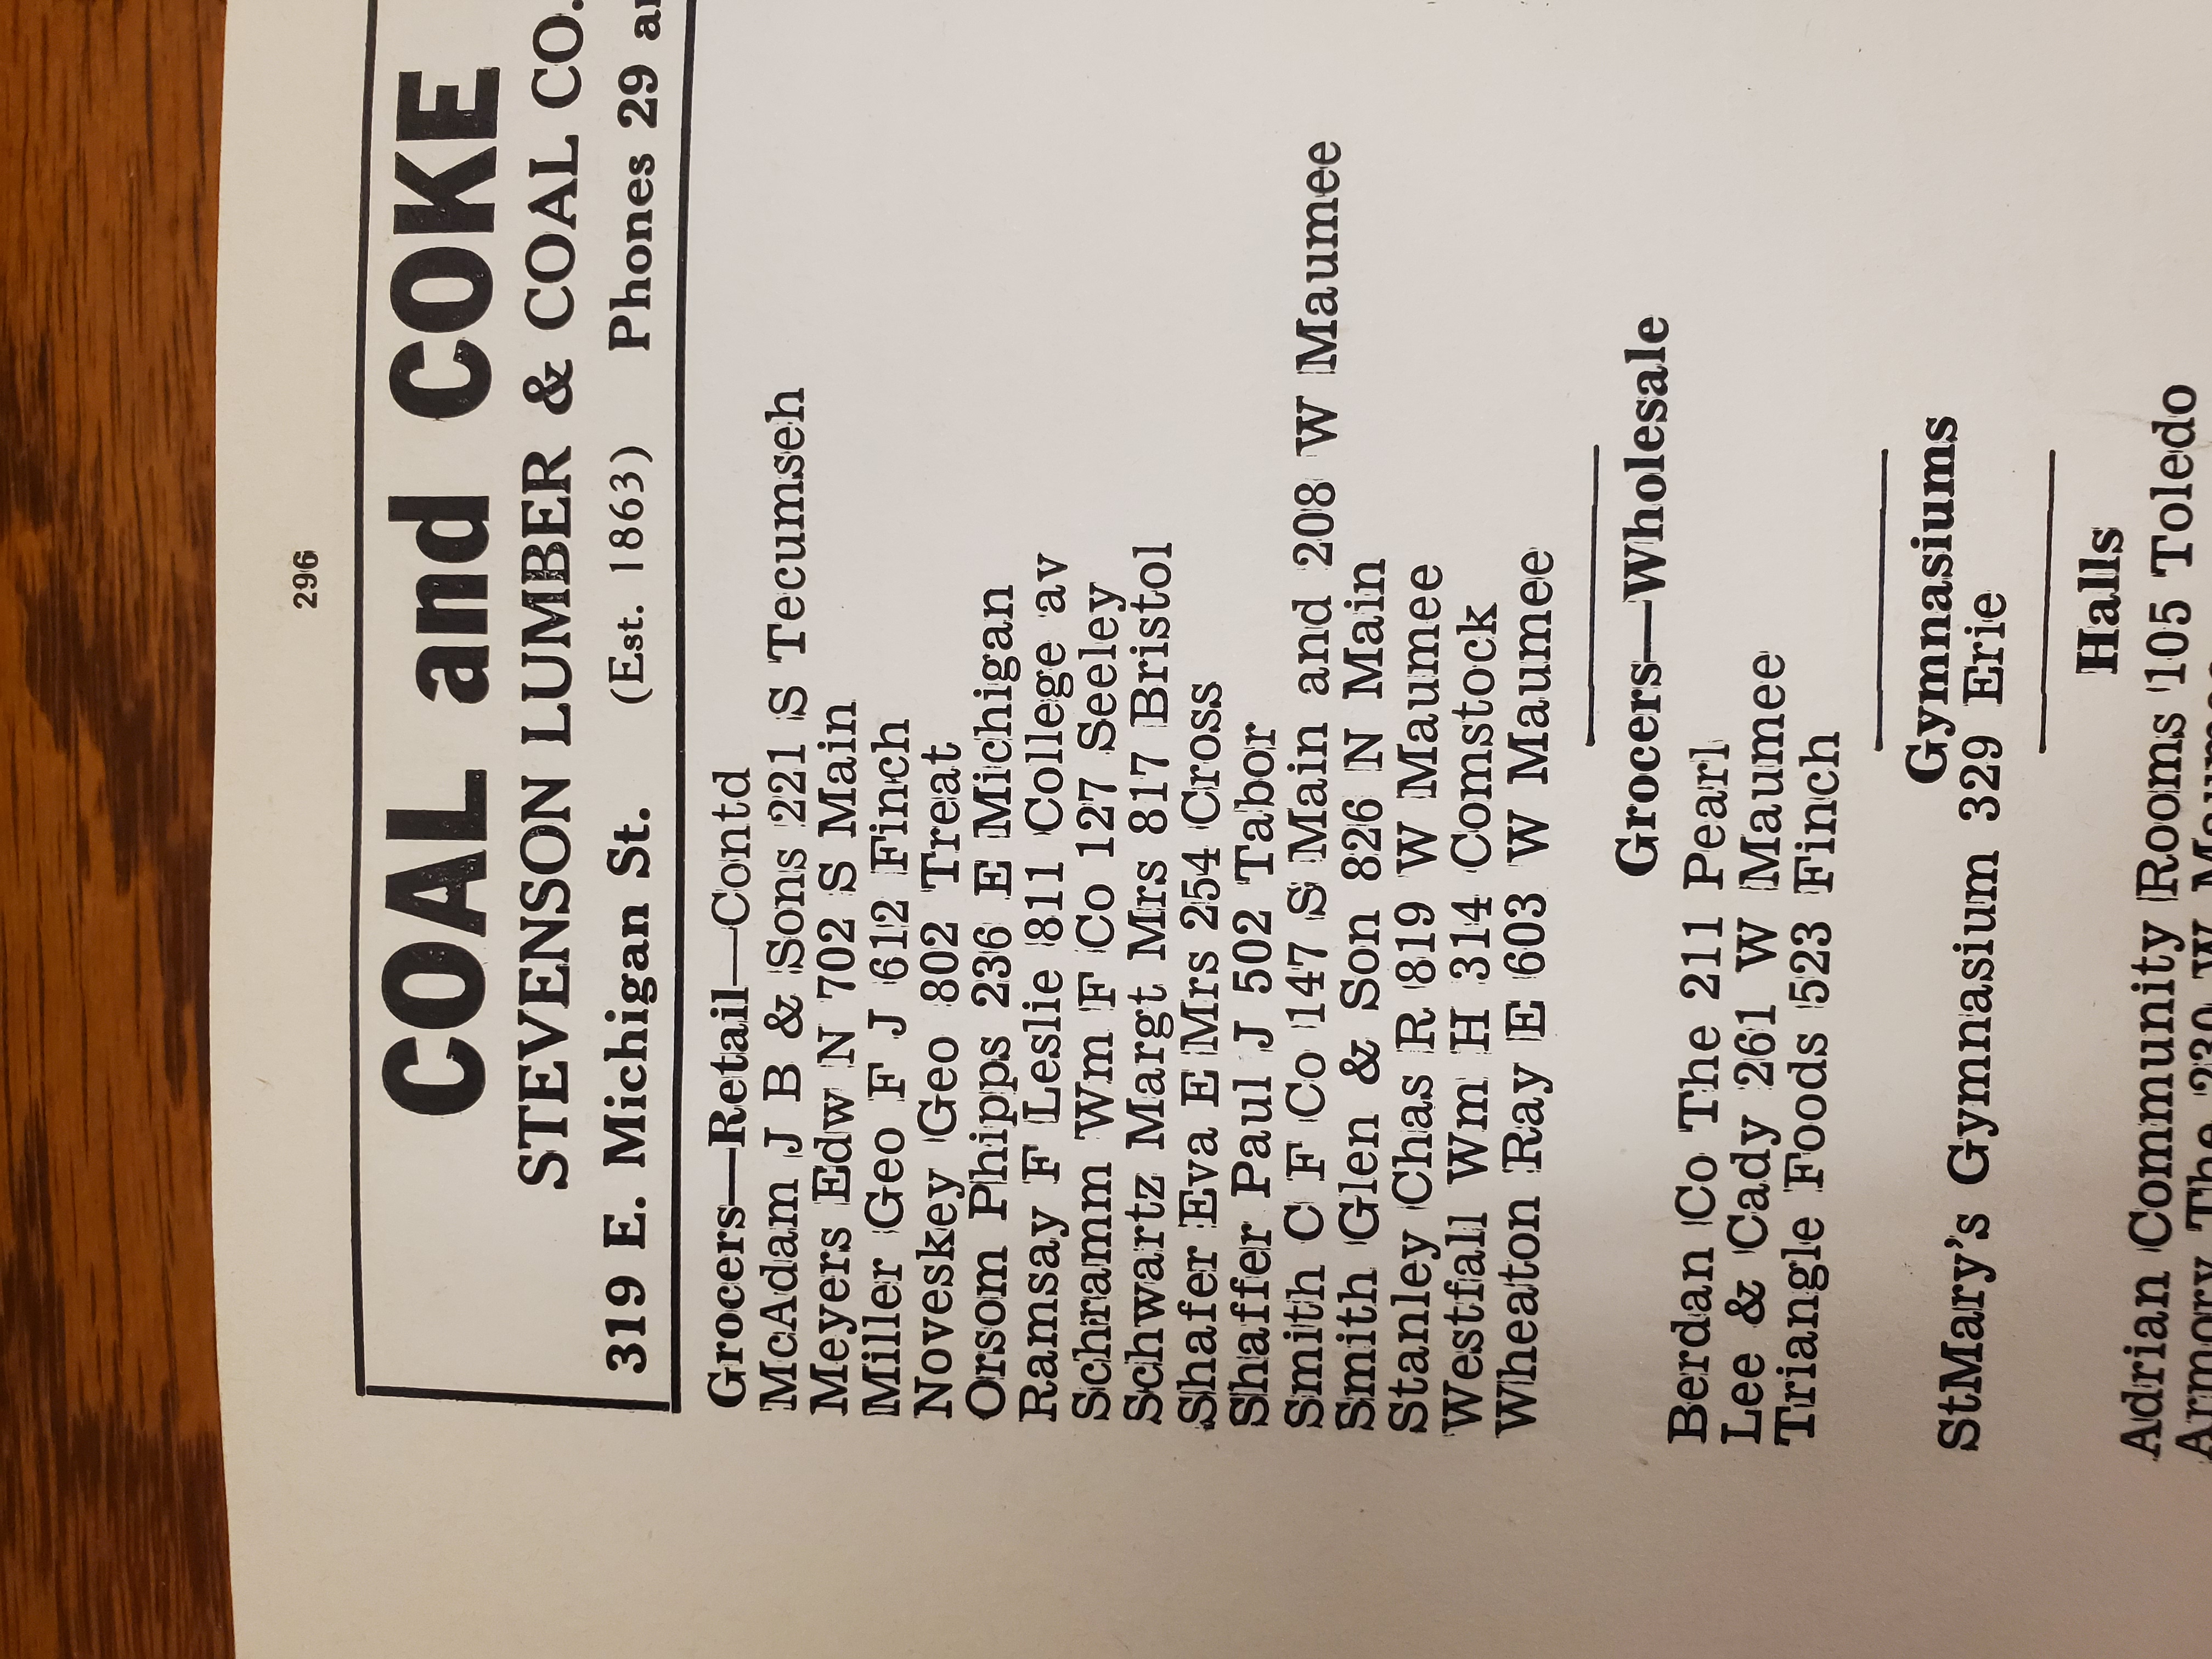 296
COAL and COKE
STEVENSON LUMBER & COAL CO.
319 E. Michigan St. (Est. 1863) Phones 29
Grocers—Retail—Contd
McAdam J B & Sons 221 S Tecumseh
Meyers Edw N 702 S Main
Miller Geo F J 612 Finch
Noveskey Geo 802 Treat
Orsom Phipps 236 E Michigan
Ramsay F Leslie 811 College av
Schramm Wm F Co 127 Seeley
Schwartz Margt Mrs 817 Bristol
Shafer Eva E Mrs 254 Cross
Shaffer Paul J 502 Tabor
Smith C F Co 147 S Main and 208 W Maumee
Smith Glen & Son 826 N Main
Stanley Chas R 819 W Maumee
Westfall Wm H 314 Comstock
Wheaton Ray E 603 W Maumee
Grocers—Wholesale
Berdan Co The 211 Pearl
Lee & Cady 261 W Maumee
Triangle Foods 523 Finch
Gymnasiums
StMary's Gymnasium 329 Erie
Halls
Adrian Community Rooms 105 Toledo
Armory The 230 W Maumee